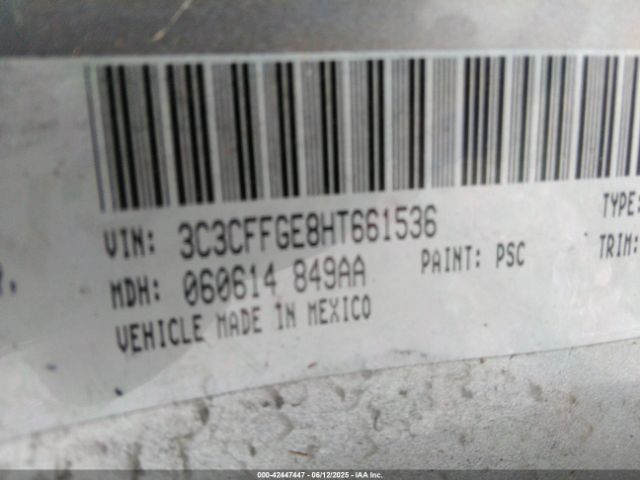 VIN: 3C3CFFGE8HT661536
TYPE:
MDH: 060614 849AA
PAINT: PSC
TRIM:
VEHICLE MADE IN MEXICO
000-42447447 - 06/12/2025 - IAA Inc.